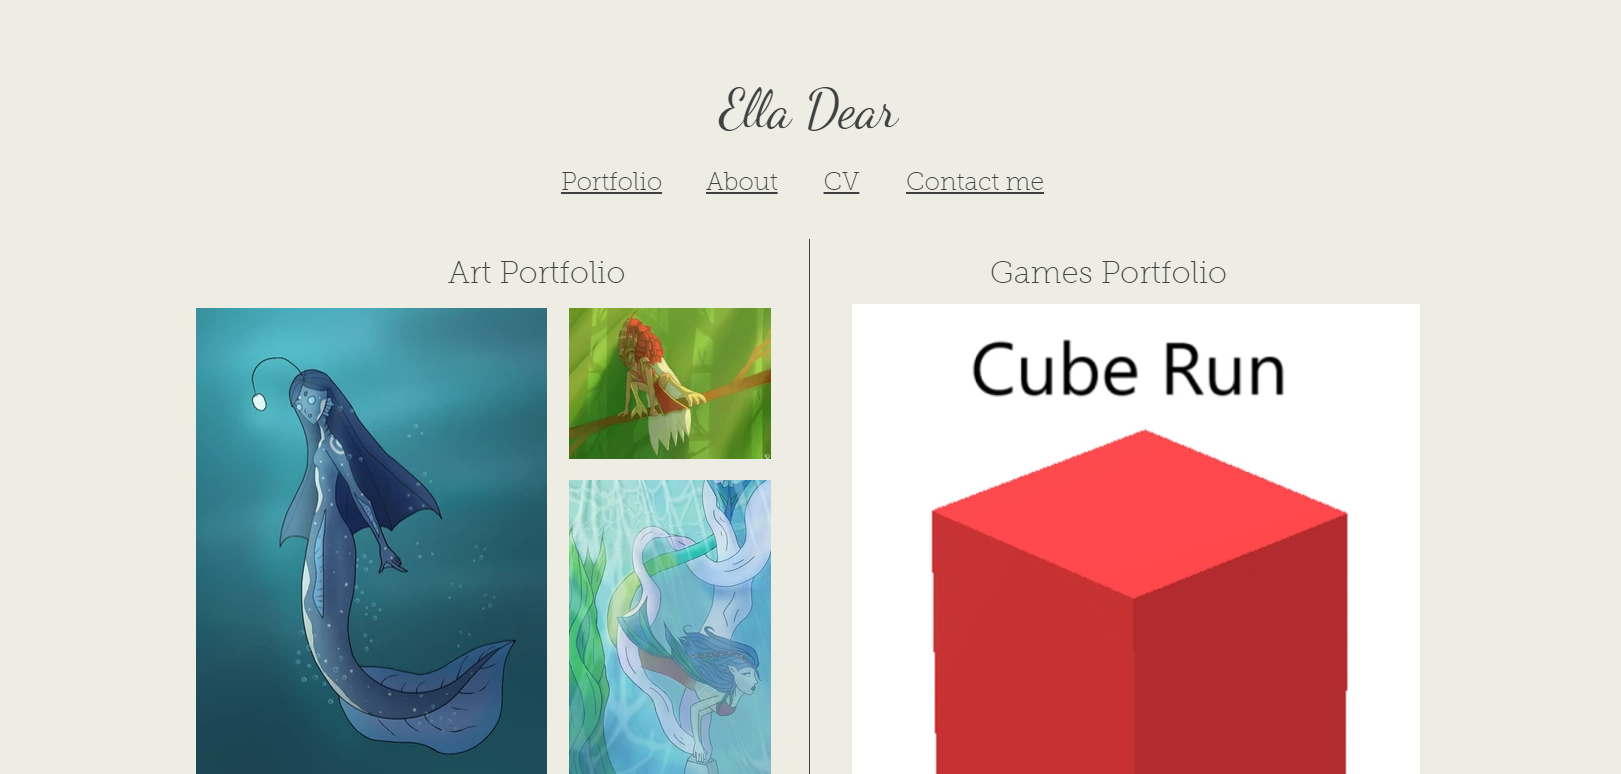 Ella Dear
Portfolio About CV Contact me
Art Portfolio
Games Portfolio
Cube Run